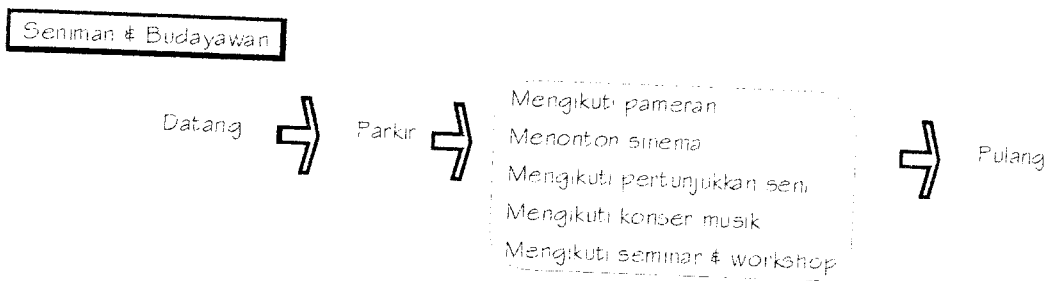 Seniman & Budayawan
Datang
Parkir
Mengikuti pameran
Menonton sinema
Mengikuti pertunjukkan seni
Mengikuti konser musik
Mengikuti seminar & workshop
Pulang